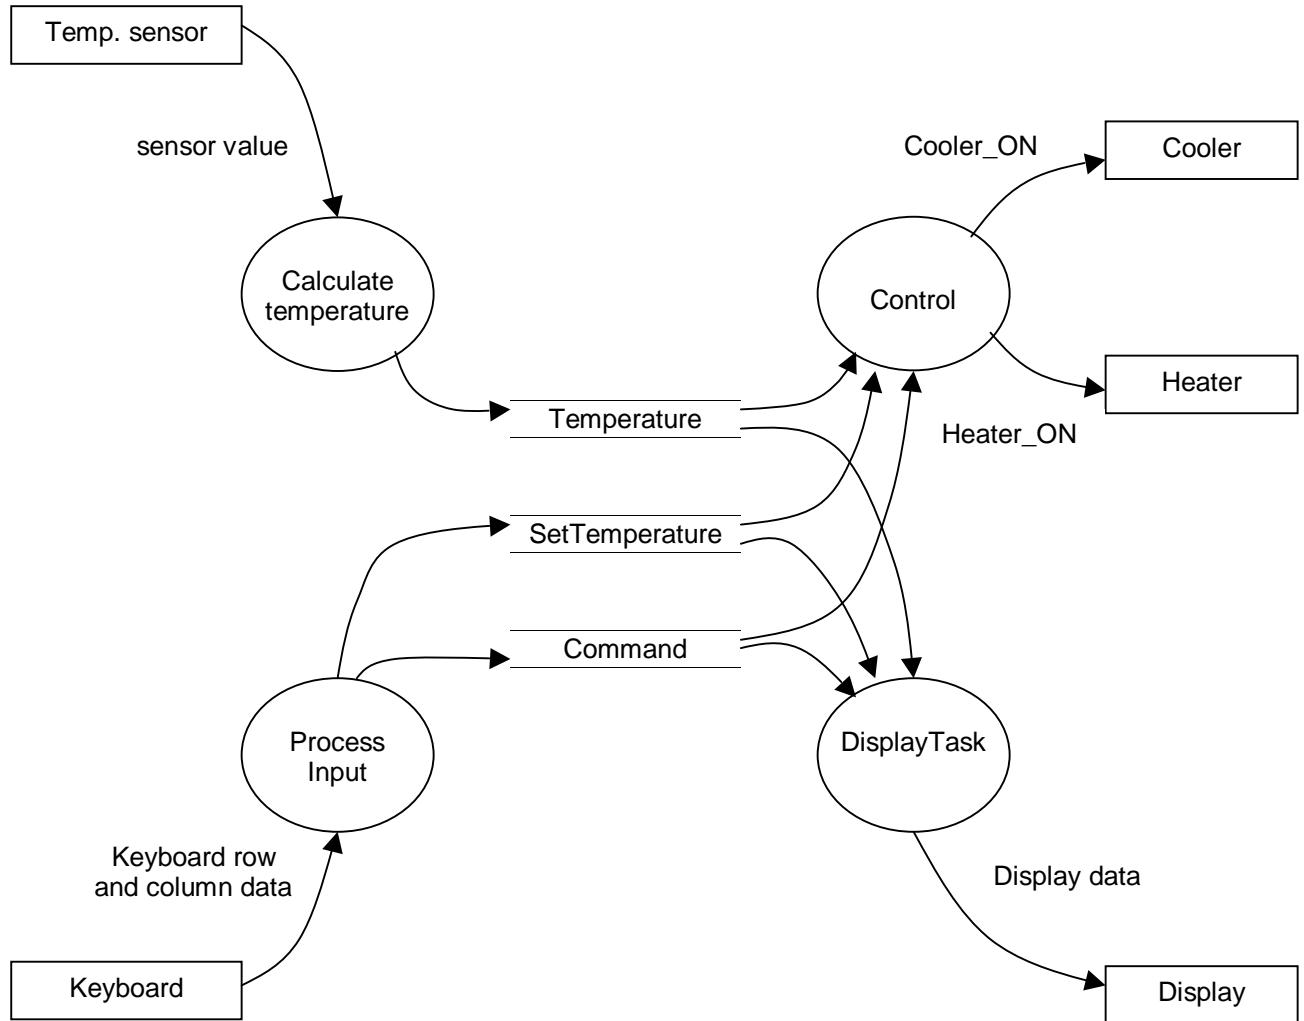 Temp. sensor
sensor value
Cooler_ON
Cooler
Calculate
temperature
Control
Heater
Temperature
Heater_ON
SetTemperature
Command
Process
Input
DisplayTask
Keyboard row
and column data
Display data
Keyboard
Display